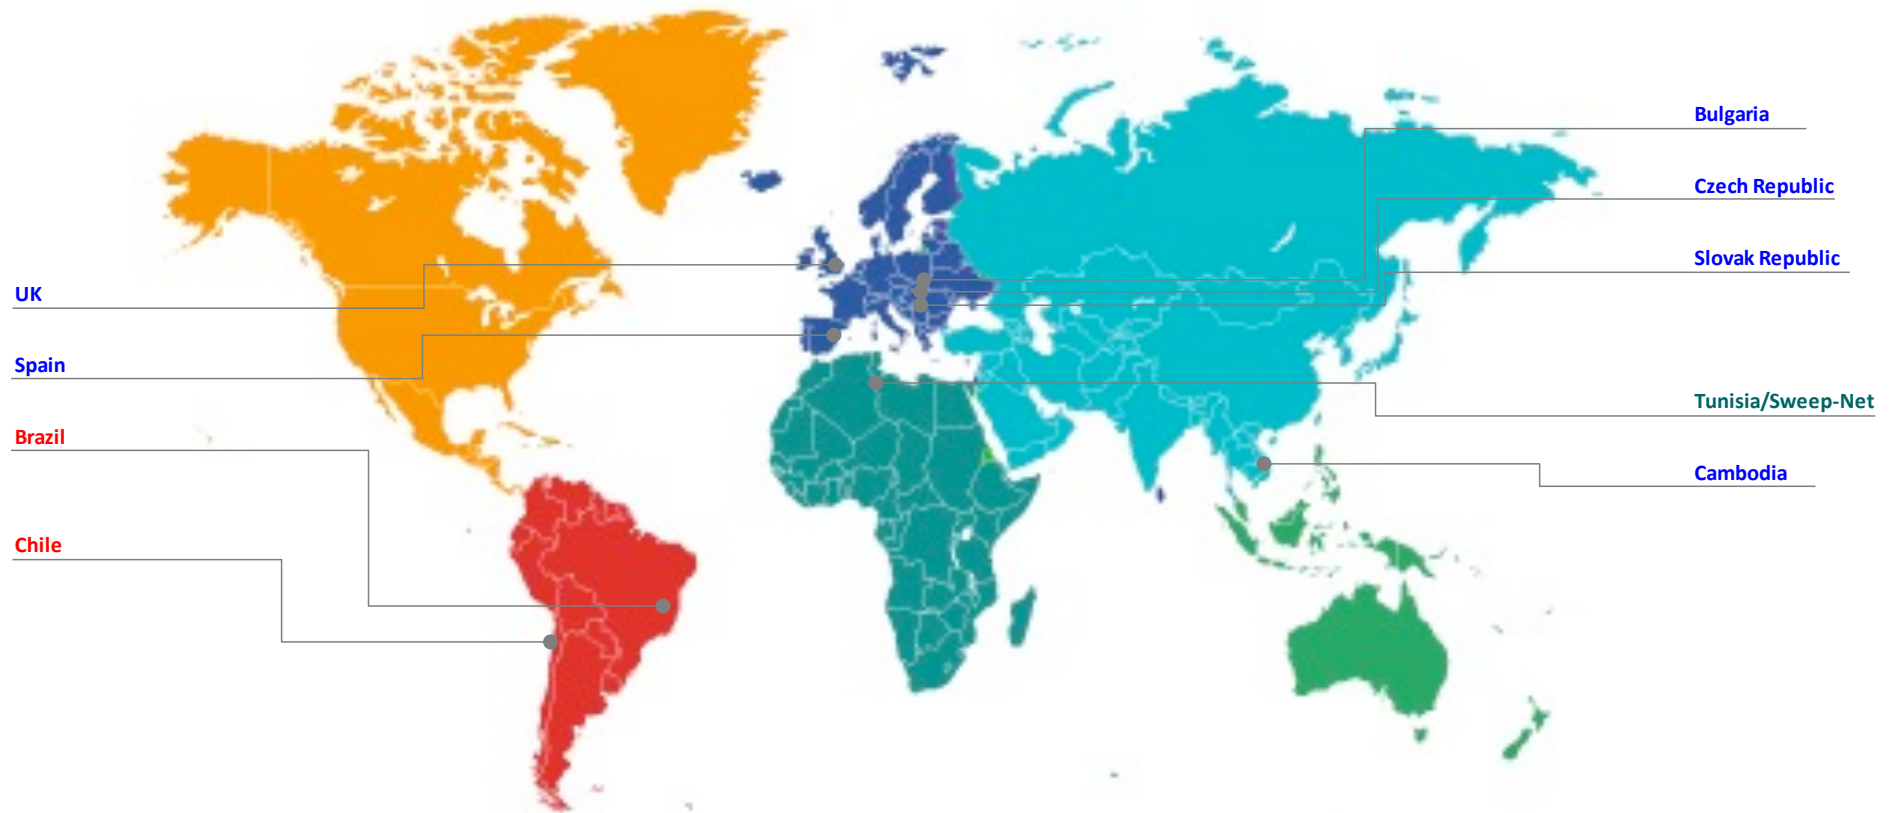 Bulgaria
Czech Republic
Slovak Republic
UK
Spain
Tunisia/Sweep-Net
Brazil
Cambodia
Chile